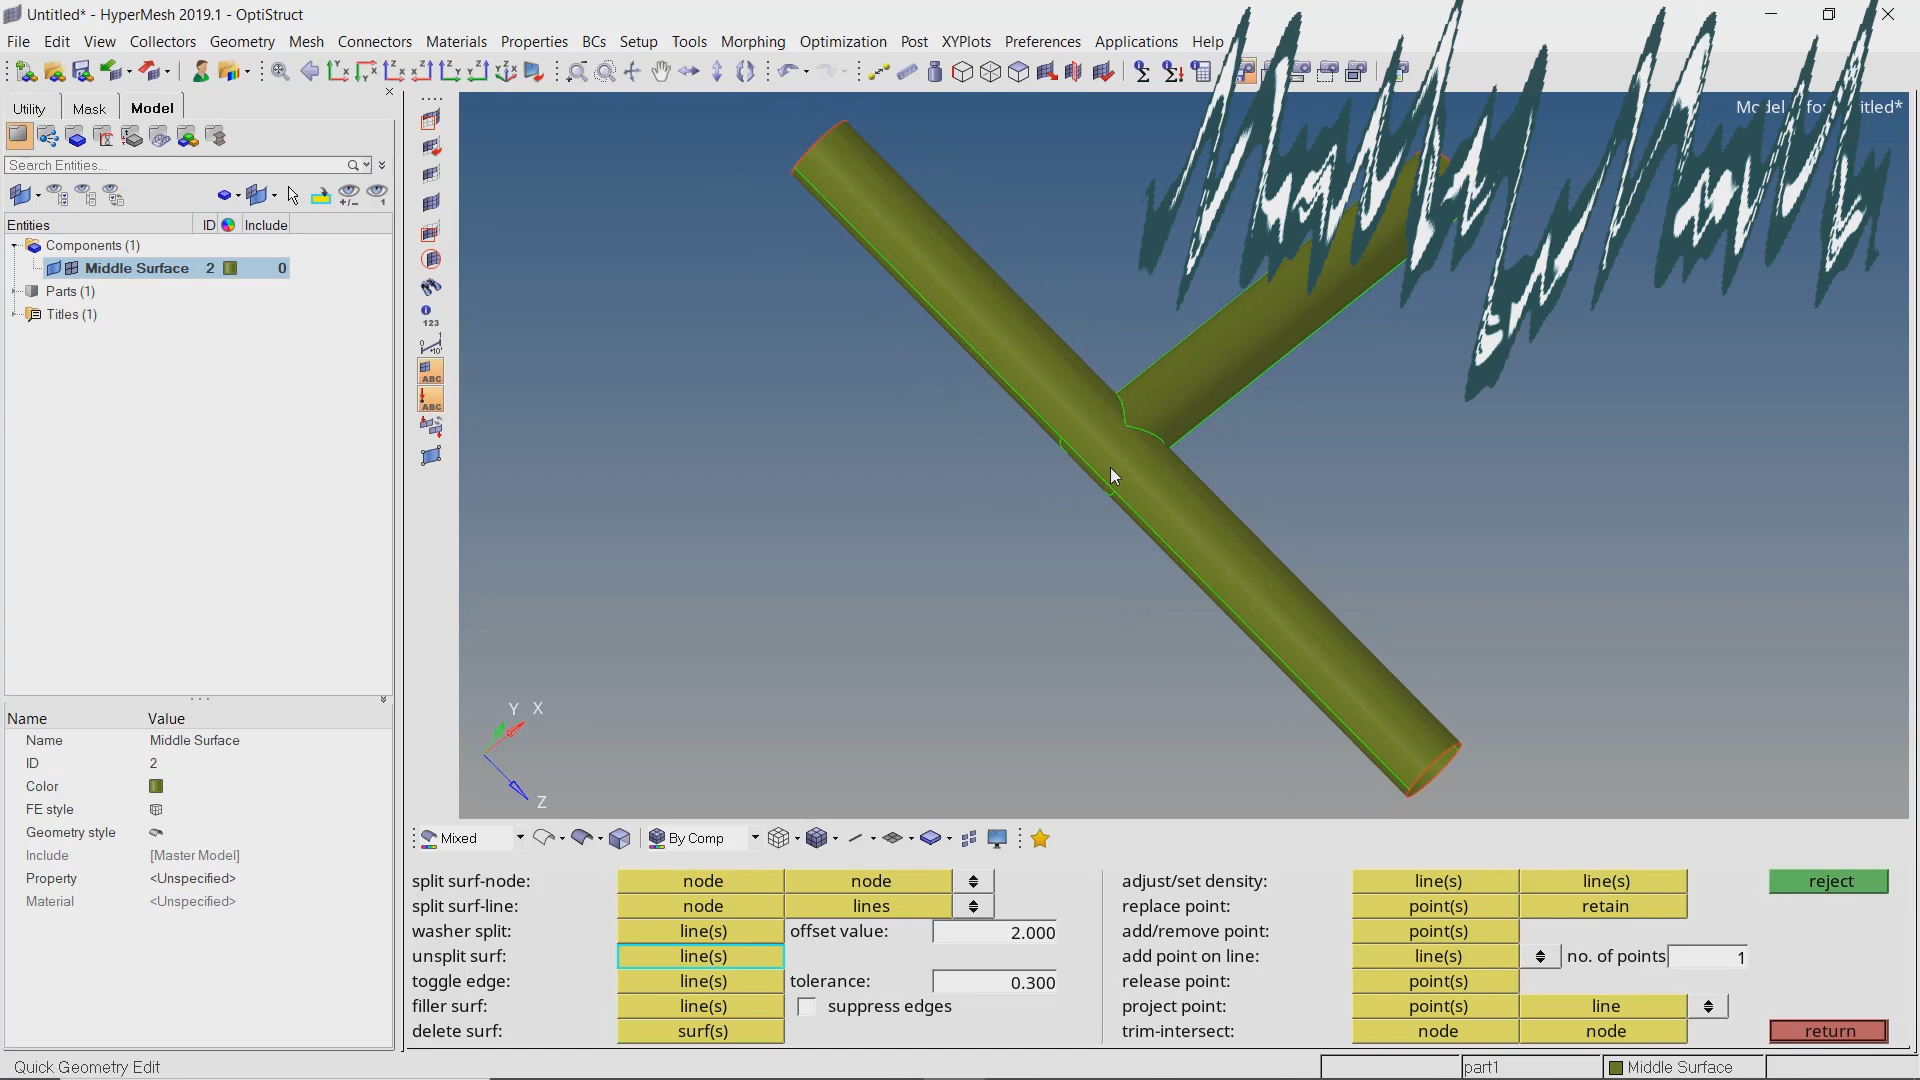 Untitled* - HyperMesh 2019.1 - OptiStruct
File Edit View Collectors Geometry Mesh Connectors Materials Properties BCs Setup Tools Morphing Optimization Post XYPlots Preferences Applications Help
Utility Mask Model
Search Entities...
Entities ID Include
Components (1)
Middle Surface 2 0
Parts (1)
Titles (1)
123
ABC
ABC
Y X
Z
Name Value
Name Middle Surface
ID 2
Color
FE style
Geometry style
Include [Master Model]
Property <Unspecified>
Material <Unspecified>
Mixed By Comp
split surf-node: node node adjust/set density: line(s) line(s) reject
split surf-line: node lines replace point: point(s) retain
washer split: line(s) offset value: 2.000 add/remove point: point(s)
unsplit surf: line(s) add point on line: line(s) no. of points 1
toggle edge: line(s) tolerance: 0.300 release point: point(s)
filler surf: line(s) suppress edges project point: point(s) line
delete surf: surf(s) trim-intersect: node node return
Quick Geometry Edit part1 Middle Surface